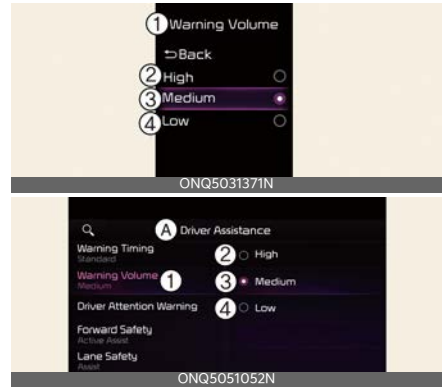 ① Warning Volume
⮌Back
② High
③ Medium
④ Low
ONQ5031371N
Ⓐ Driver Assistance
Warning Timing
Standard
② High
Warning Volume ①
Medium
③ Medium
Driver Attention Warning
④ Low
Forward Safety
Active Assist
Lane Safety
Assist
ONQ5051052N